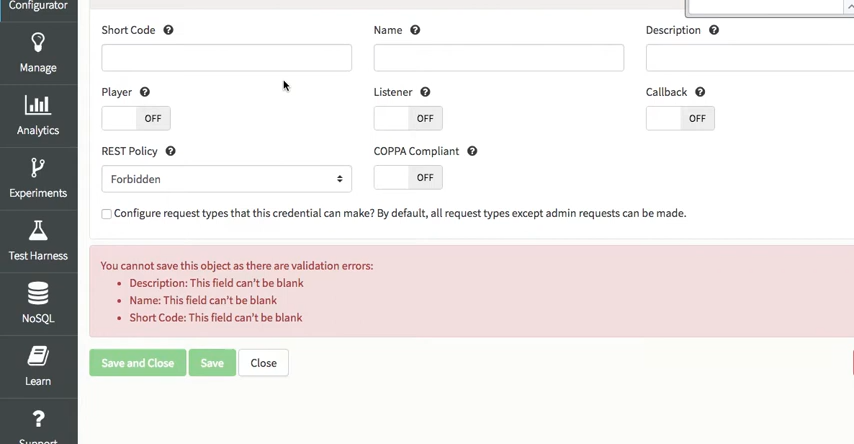 Configurator
Manage
Analytics
Experiments
Test Harness
NoSQL
Learn
Support
Short Code ?
Name ?
Description ?
Player ?
Listener ?
Callback ?
OFF
OFF
OFF
REST Policy ?
COPPA Compliant ?
Forbidden
OFF
Configure request types that this credential can make? By default, all request types except admin requests can be made.
You cannot save this object as there are validation errors:
• Description: This field can't be blank
• Name: This field can't be blank
• Short Code: This field can't be blank
Save and Close
Save
Close